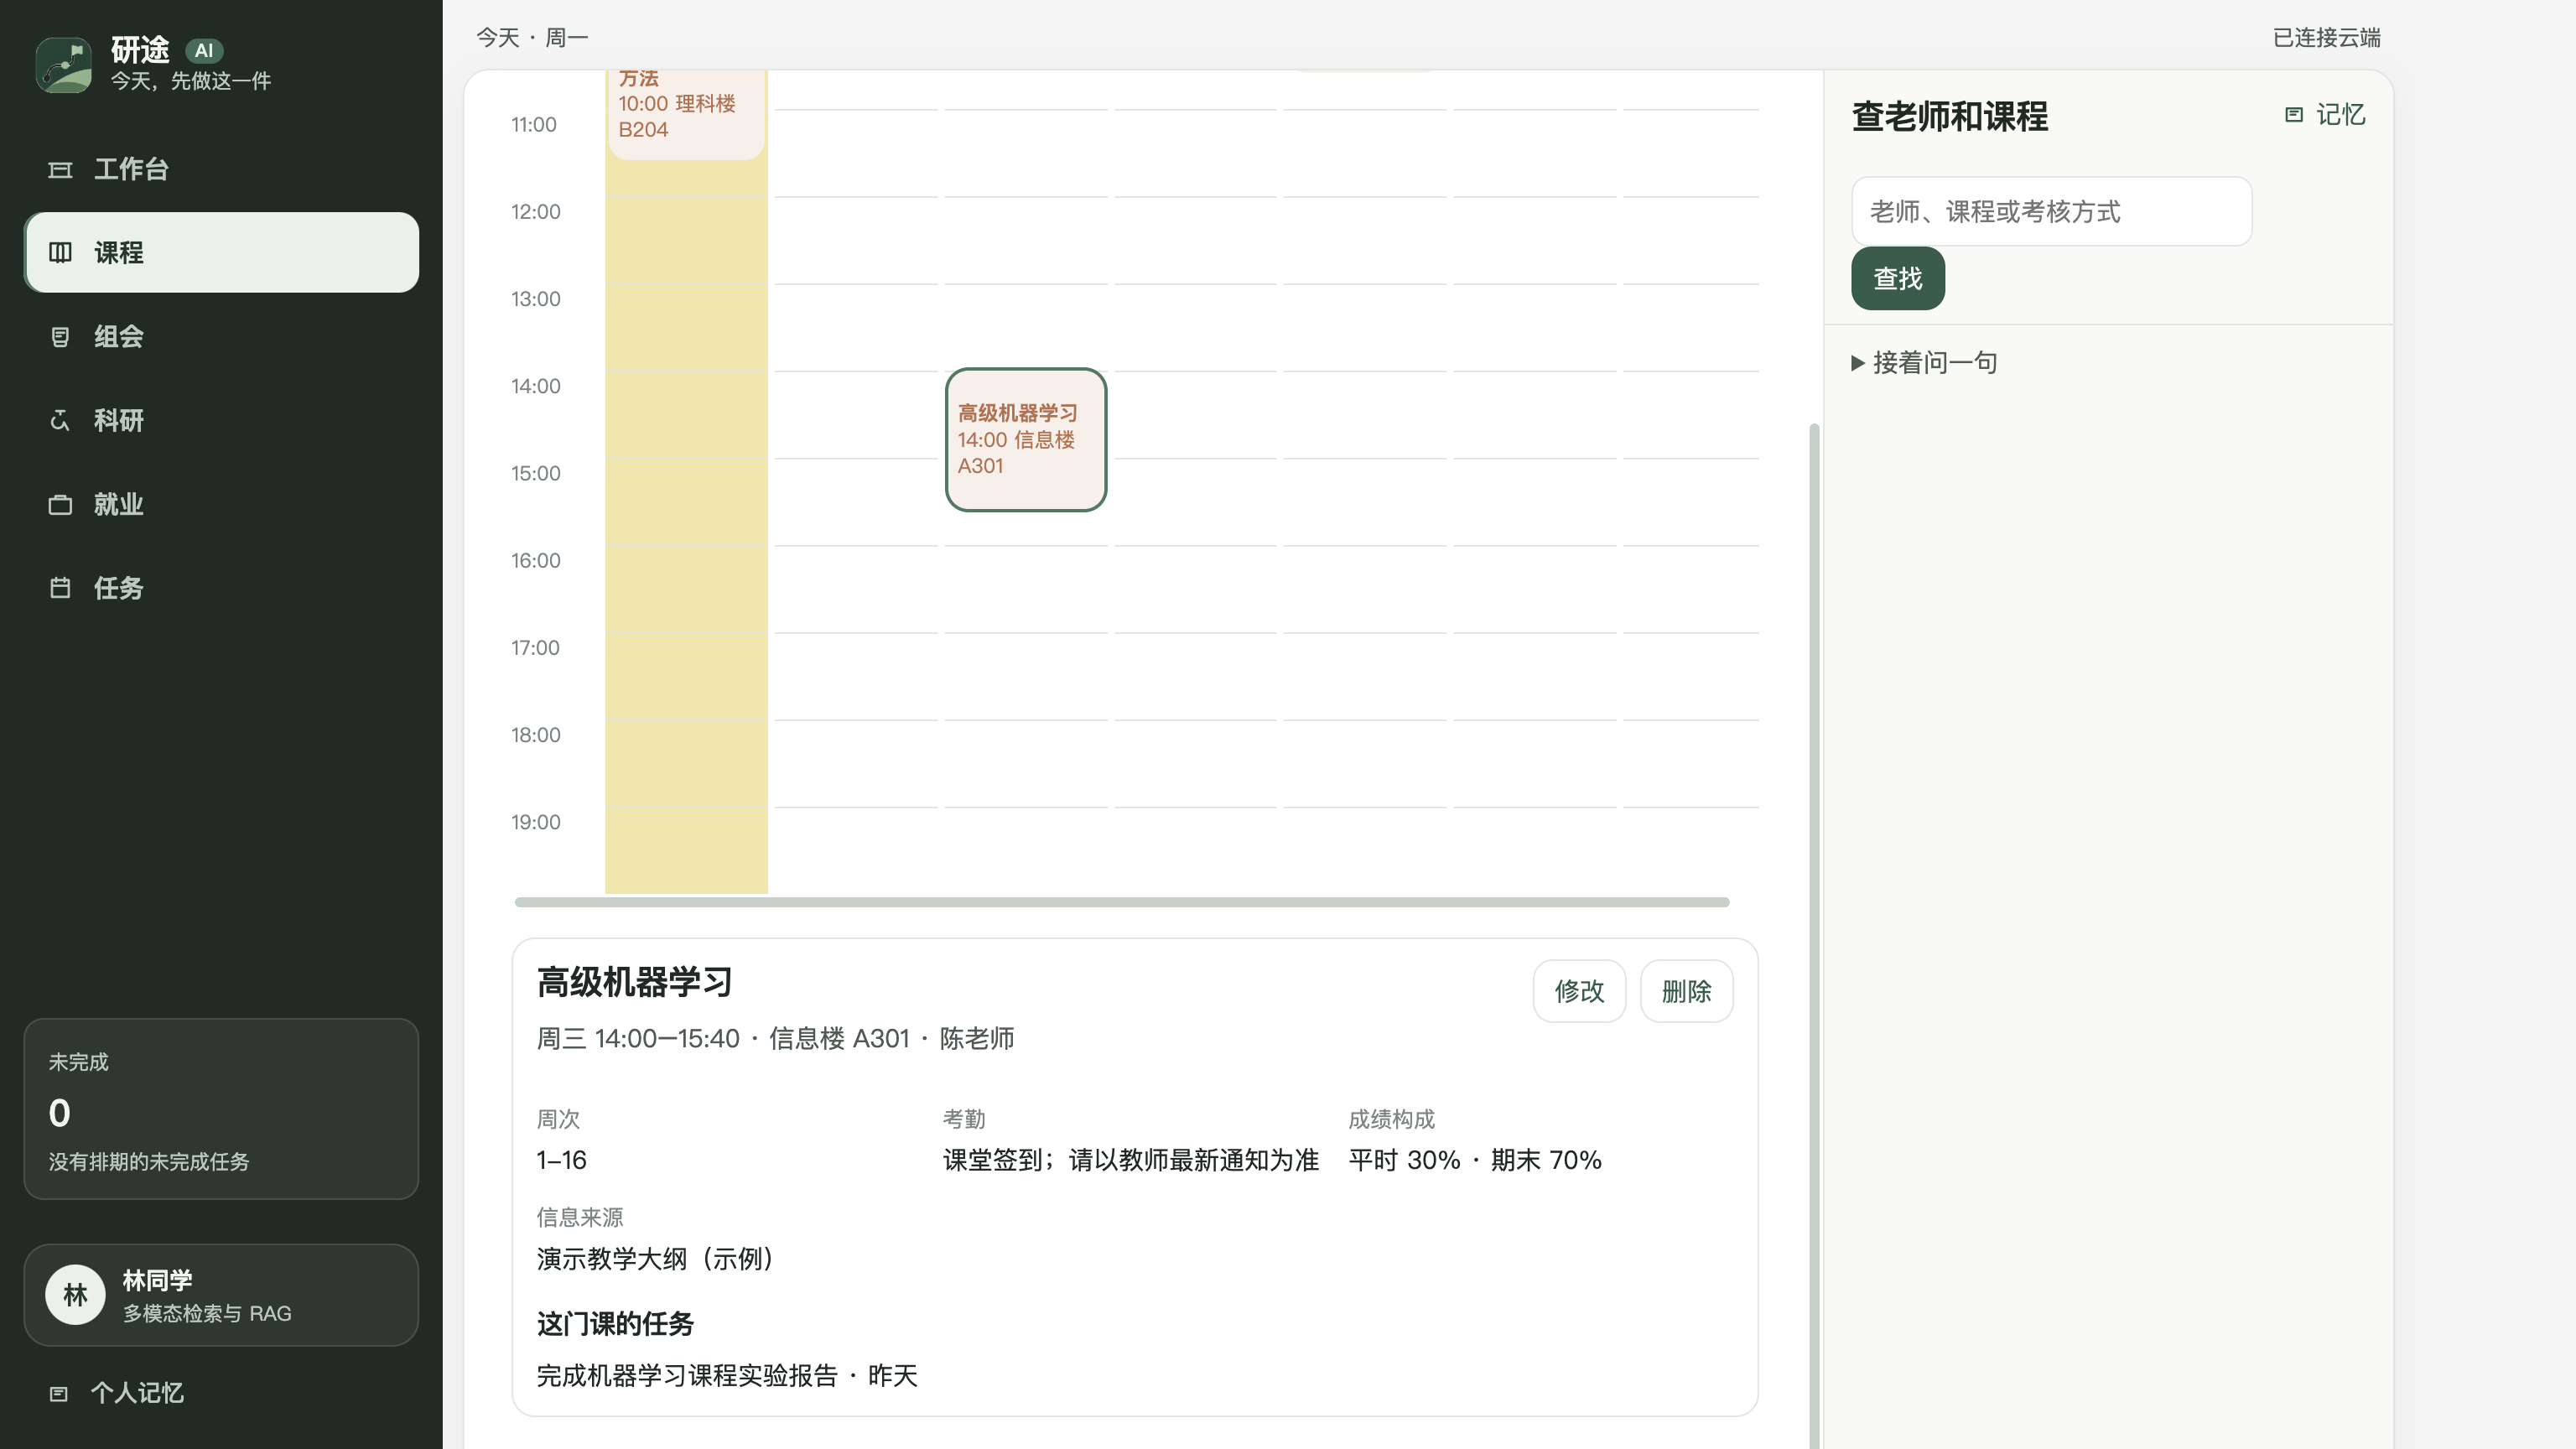 研途 AI
今天，先做这一件
工作台
课程
组会
科研
就业
任务
未完成
0
没有排期的未完成任务
林
林同学
多模态检索与 RAG
个人记忆
今天 · 周一
已连接云端
方法
10:00 理科楼
B204
11:00
12:00
13:00
14:00
高级机器学习
14:00 信息楼
A301
15:00
16:00
17:00
18:00
19:00
高级机器学习
修改
删除
周三 14:00—15:40 · 信息楼 A301 · 陈老师
周次
1–16
考勤
课堂签到；请以教师最新通知为准
成绩构成
平时 30% · 期末 70%
信息来源
演示教学大纲（示例）
这门课的任务
完成机器学习课程实验报告 · 昨天
查老师和课程
记忆
老师、课程或考核方式
查找
接着问一句